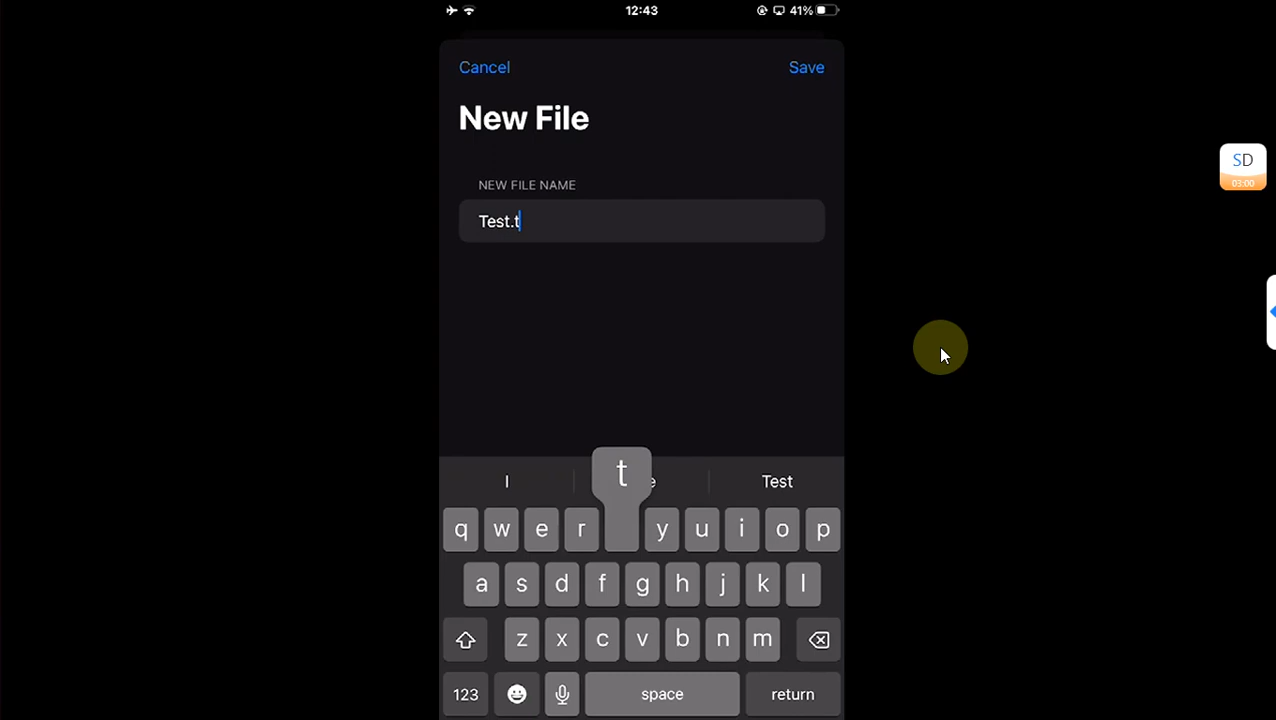 12:43
41%
Cancel
Save
New File
NEW FILE NAME
Test.t
SD
03:00
I
Test
t
q w e r y u i o p
a s d f g h j k l
z x c v b n m
123
space
return